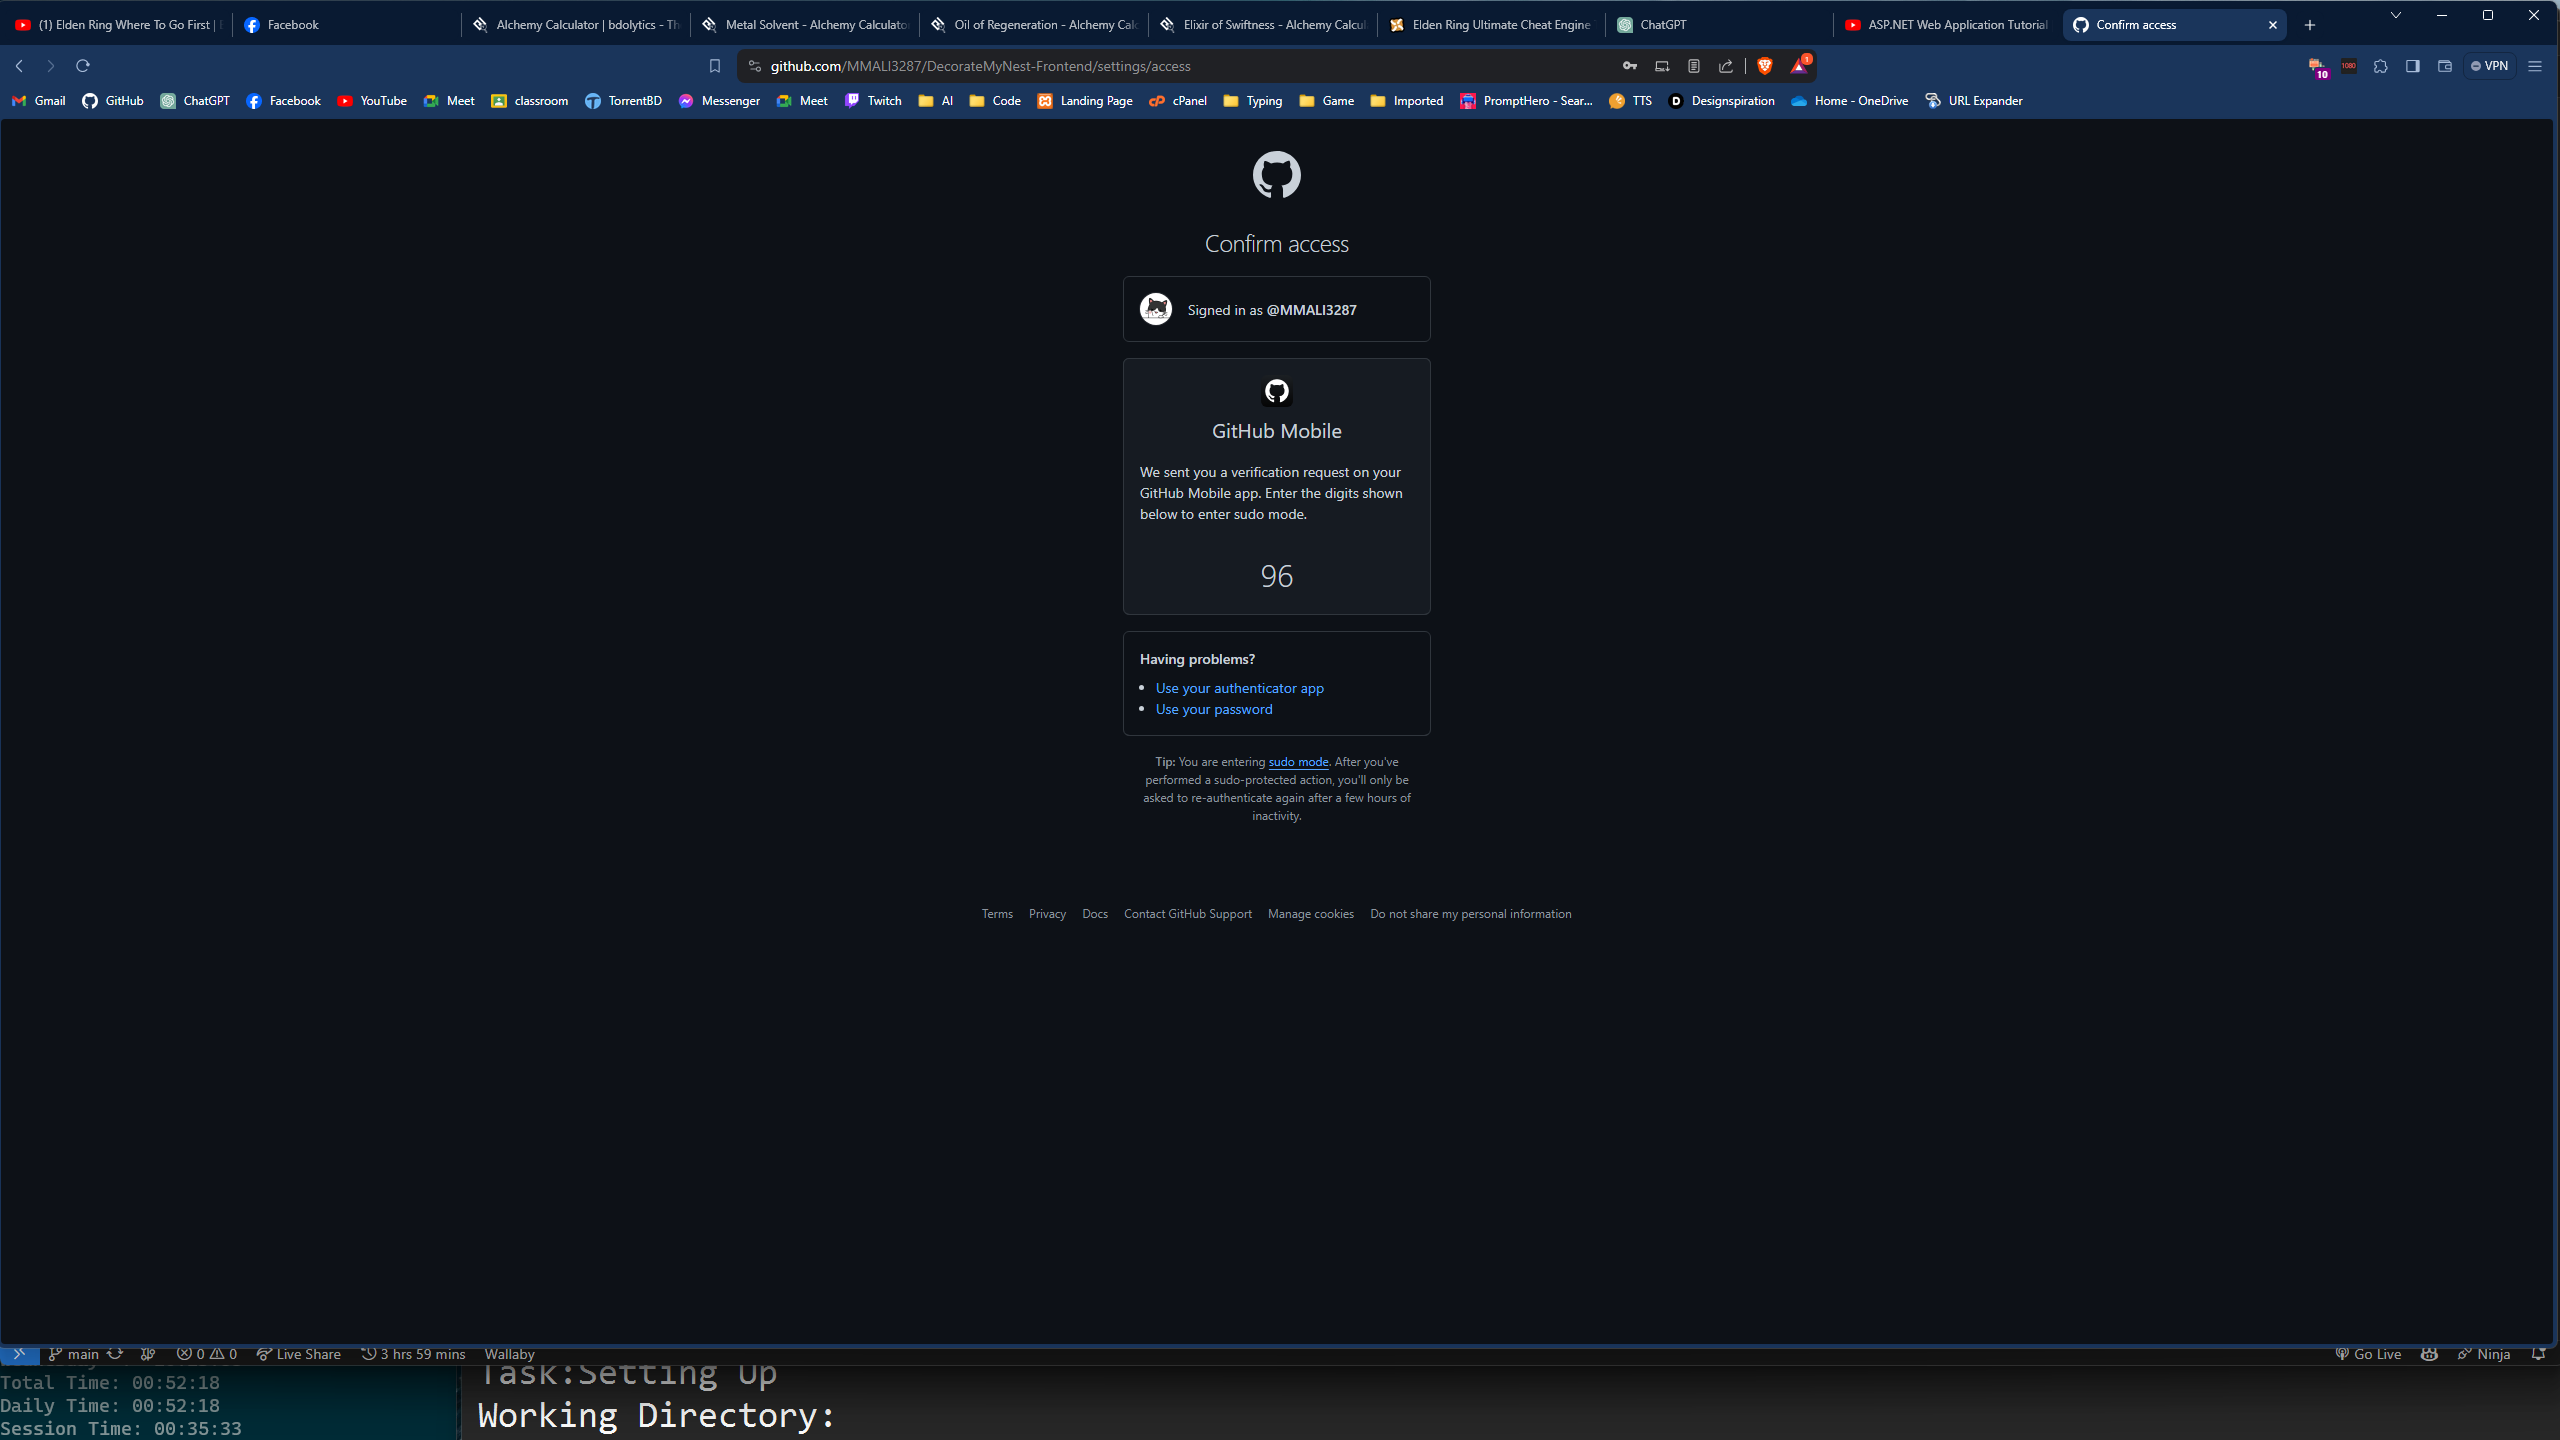 (1) Elden Ring Where To Go First |
Facebook
Alchemy Calculator | bdolytics - Th
Metal Solvent - Alchemy Calculato
Oil of Regeneration - Alchemy Calc
Elixir of Swiftness - Alchemy Calcul
Elden Ring Ultimate Cheat Engine
ChatGPT
ASP.NET Web Application Tutorial
Confirm access
github.com/MMALI3287/DecorateMyNest-Frontend/settings/access
1
10
1080
VPN
Gmail
GitHub
ChatGPT
Facebook
YouTube
Meet
classroom
TorrentBD
Messenger
Meet
Twitch
AI
Code
Landing Page
cPanel
Typing
Game
Imported
PromptHero - Sear...
TTS
Designspiration
Home - OneDrive
URL Expander
Confirm access
Signed in as @MMALI3287
GitHub Mobile
We sent you a verification request on your
GitHub Mobile app. Enter the digits shown
below to enter sudo mode.
96
Having problems?
• Use your authenticator app
• Use your password
Tip: You are entering sudo mode. After you've
performed a sudo-protected action, you'll only be
asked to re-authenticate again after a few hours of
inactivity.
Terms
Privacy
Docs
Contact GitHub Support
Manage cookies
Do not share my personal information
main
0
0
Live Share
3 hrs 59 mins
Wallaby
Go Live
Ninja
Total Time: 00:52:18
Daily Time: 00:52:18
Session Time: 00:35:33
Task:Setting Up
Working Directory: